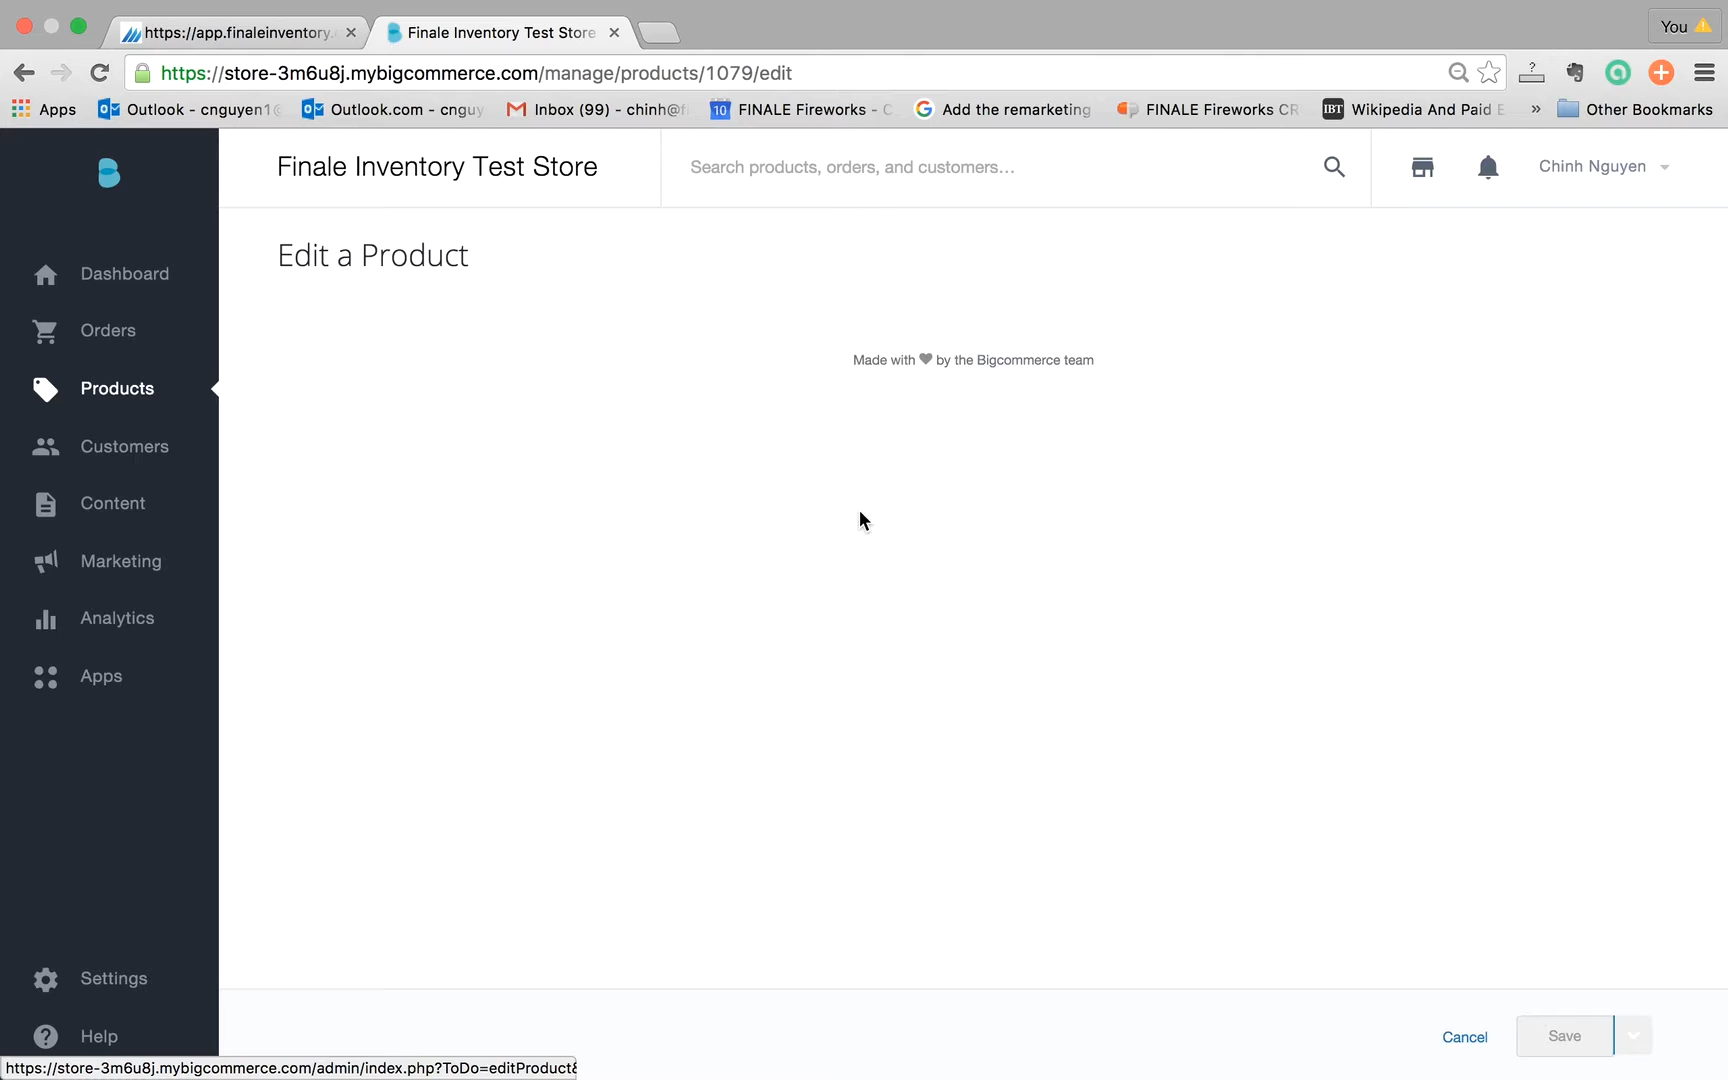 https://app.finaleinventory.
Finale Inventory Test Store
You
https://store-3m6u8j.mybigcommerce.com/manage/products/1079/edit
Apps
Outlook - cnguyen1@
Outlook.com - cnguy
Inbox (99) - chinh@f
10
FINALE Fireworks - C
Add the remarketing
FINALE Fireworks CR
IBT
Wikipedia And Paid E
»
Other Bookmarks
Finale Inventory Test Store
Search products, orders, and customers...
Chinh Nguyen
Edit a Product
Dashboard
Orders
Products
Customers
Content
Marketing
Analytics
Apps
Settings
Help
Made with ♥ by the Bigcommerce team
Cancel
Save
https://store-3m6u8j.mybigcommerce.com/admin/index.php?ToDo=editProduct&